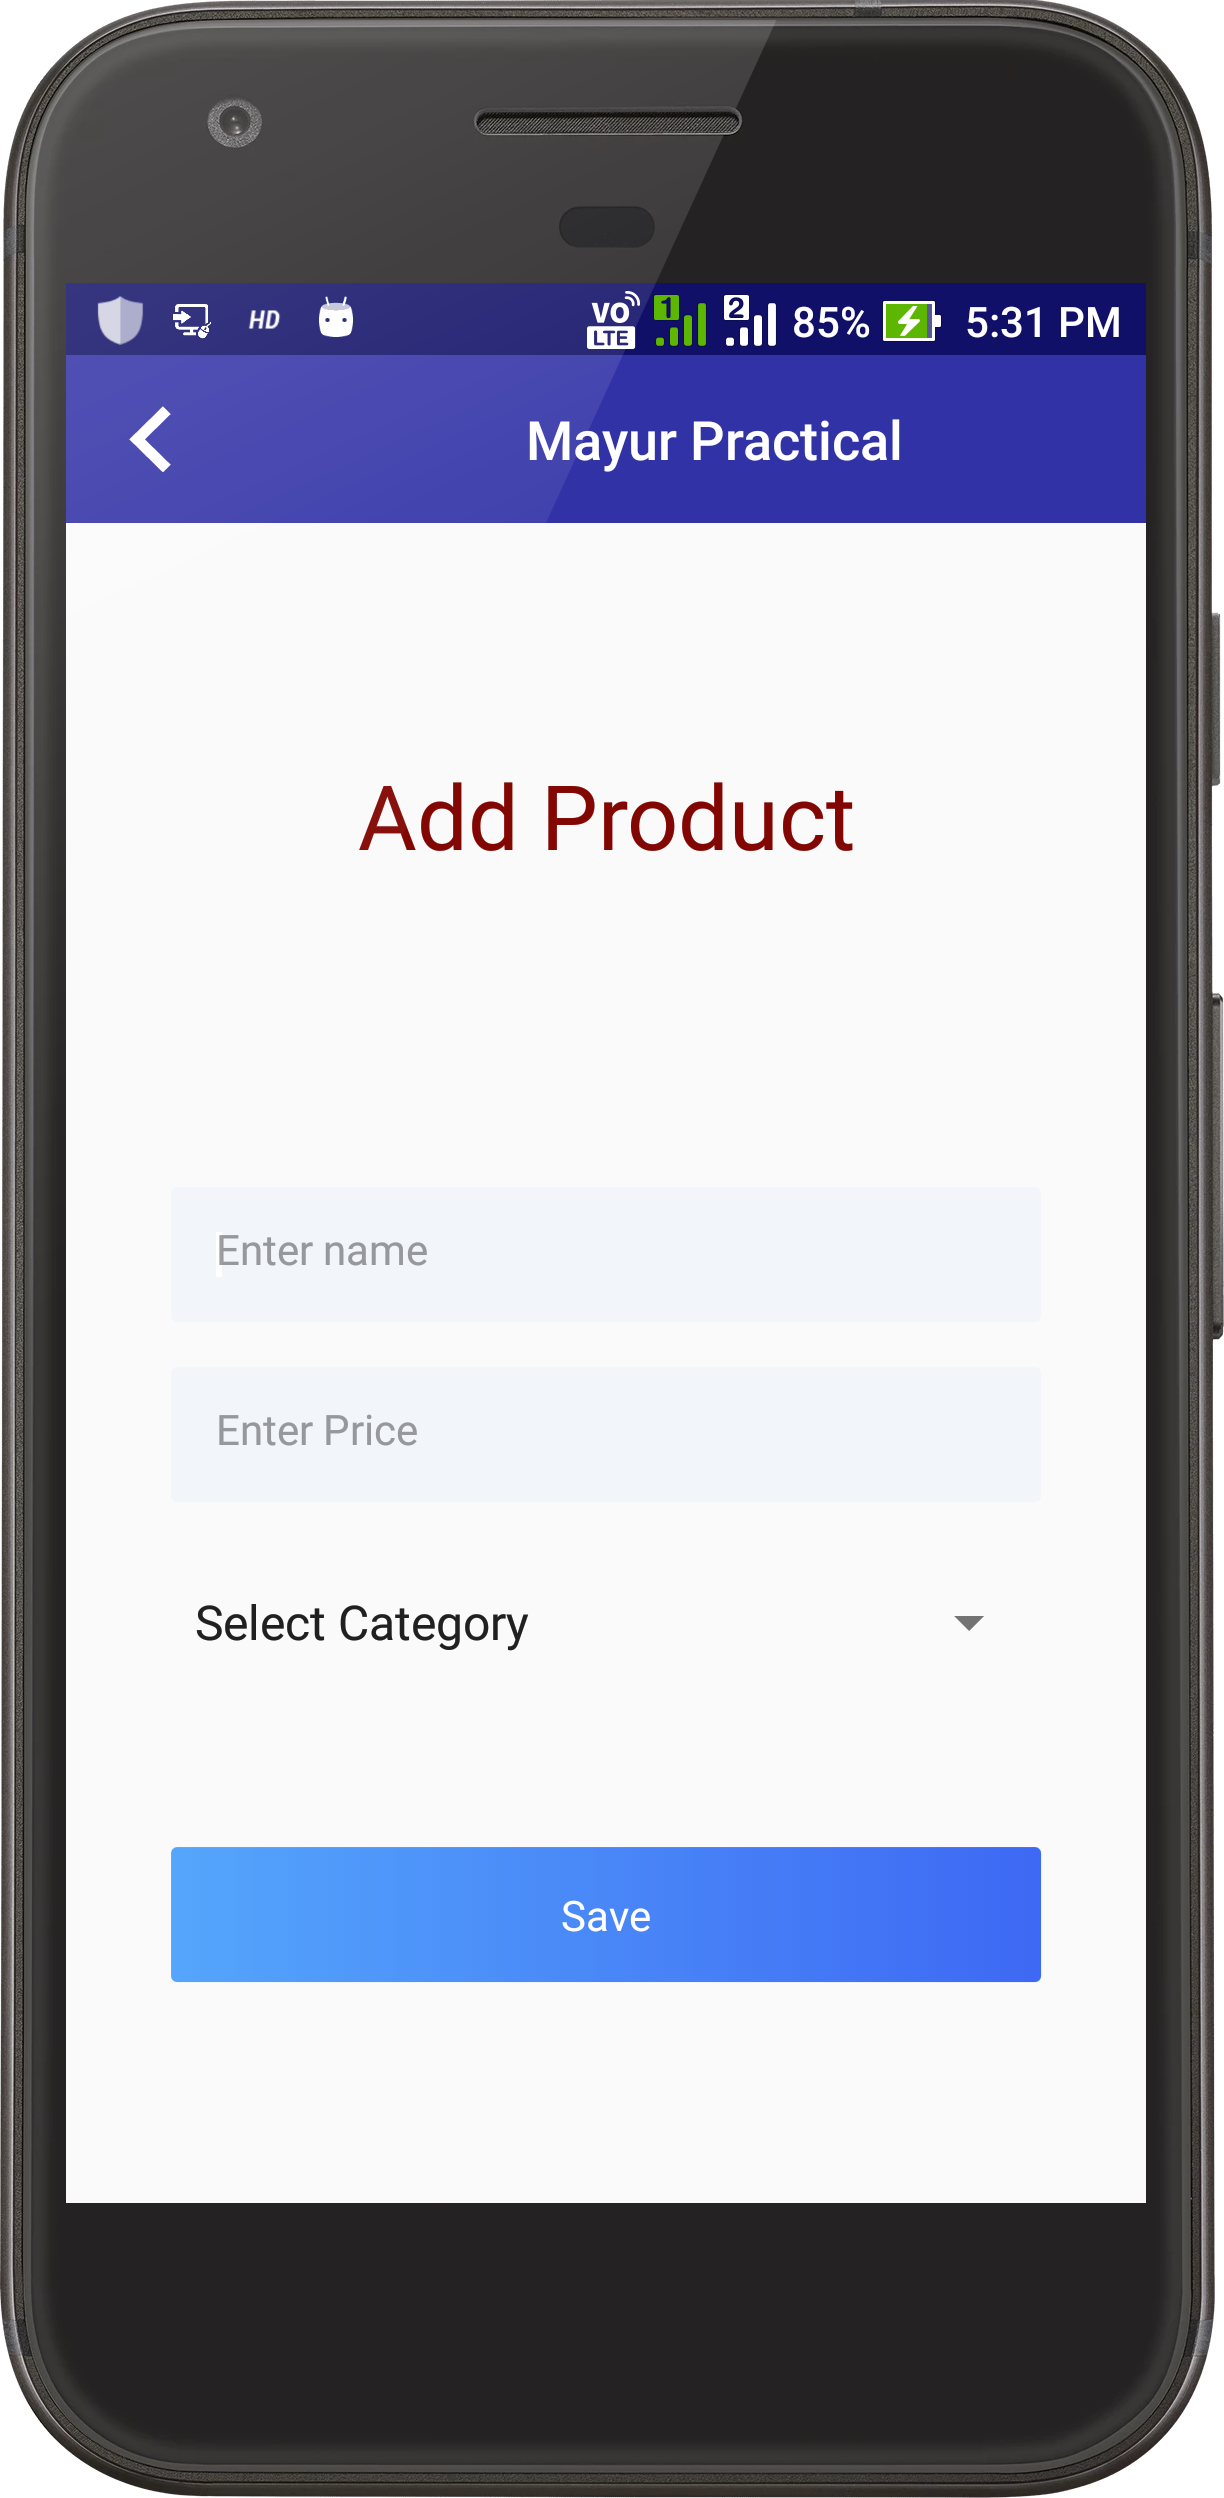 HD VO LTE 1 2 85% 5:31 PM
Mayur Practical
Add Product
Enter name
Enter Price
Select Category
Save